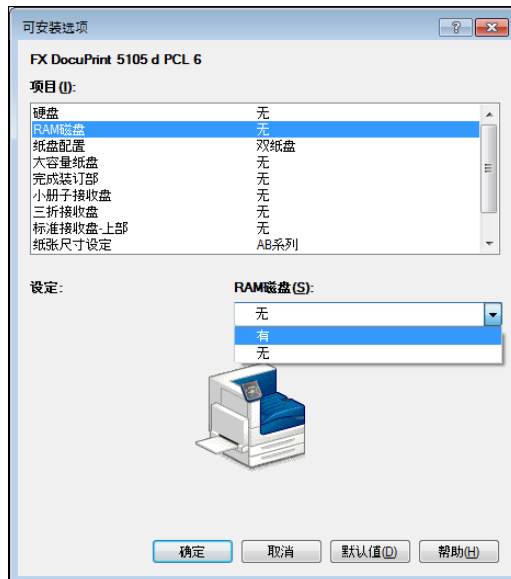 可安装选项
FX DocuPrint 5105 d PCL 6
项目(I):
硬盘 无
RAM磁盘 无
纸盘配置 双纸盘
大容量纸盘 无
完成装订部 无
小册子接收盘 无
三折接收盘 无
标准接收盘-上部 无
纸张尺寸设定 AB系列
设定: RAM磁盘(S):
无
有
无
确定 取消 默认值(D) 帮助(H)